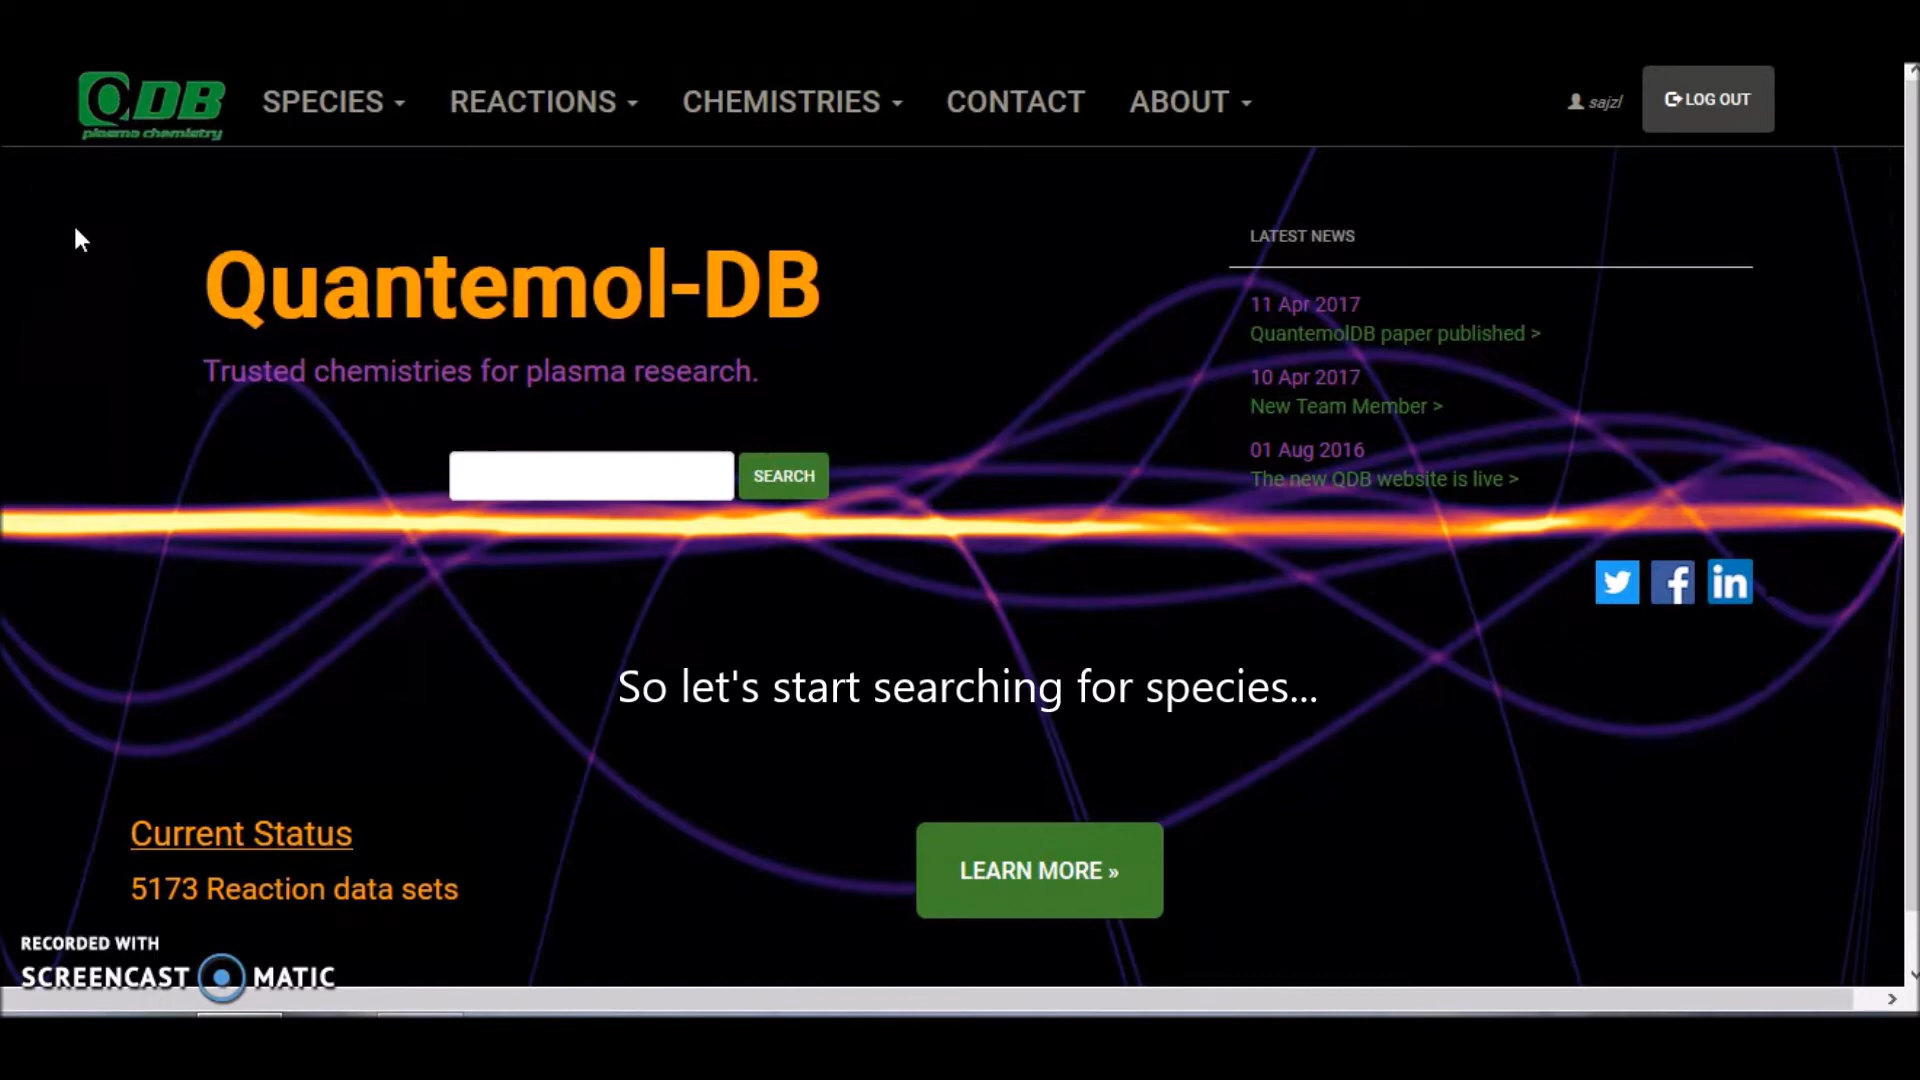 QDB
plasma chemistry
SPECIES
REACTIONS
CHEMISTRIES
CONTACT
ABOUT
sajzl
LOG OUT
Quantemol-DB
Trusted chemistries for plasma research.
SEARCH
LATEST NEWS
11 Apr 2017
QuantemolDB paper published >
10 Apr 2017
New Team Member >
01 Aug 2016
The new QDB website is live >
So let's start searching for species...
Current Status
5173 Reaction data sets
LEARN MORE »
RECORDED WITH
SCREENCAST MATIC